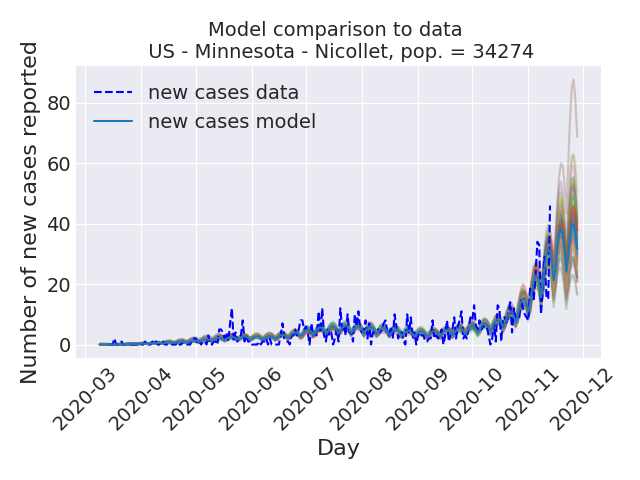 Model comparison to data
US - Minnesota - Nicollet, pop. = 34274
Number of new cases reported
80
60
40
20
0
new cases data
new cases model
2020-03
2020-04
2020-05
2020-06
2020-07
2020-08
2020-09
2020-10
2020-11
2020-12
Day